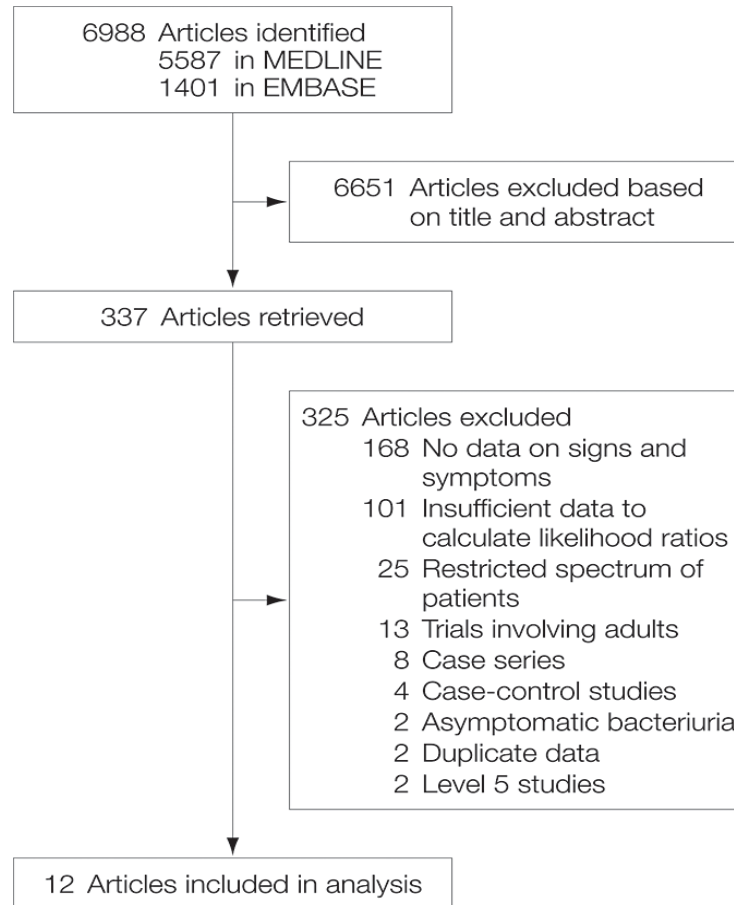 6988 Articles identified
5587 in MEDLINE
1401 in EMBASE
6651 Articles excluded based
on title and abstract
337 Articles retrieved
325 Articles excluded
168 No data on signs and
symptoms
101 Insufficient data to
calculate likelihood ratios
25 Restricted spectrum of
patients
13 Trials involving adults
8 Case series
4 Case-control studies
2 Asymptomatic bacteriuria
2 Duplicate data
2 Level 5 studies
12 Articles included in analysis